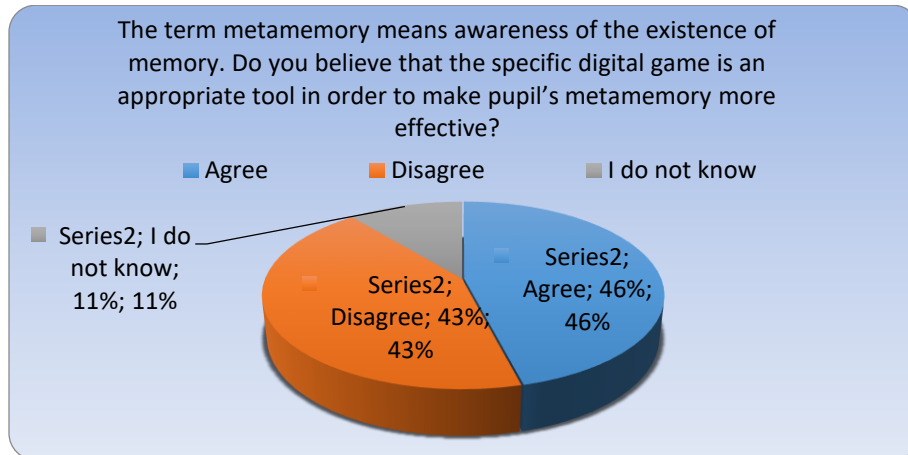 The term metamemory means awareness of the existence of
memory. Do you believe that the specific digital game is an
appropriate tool in order to make pupil's metamemory more
effective?
Agree Disagree I do not know
Series2; I do
not know;
11%; 11%
Series2;
Disagree; 43%;
43%
Series2;
Agree; 46%;
46%